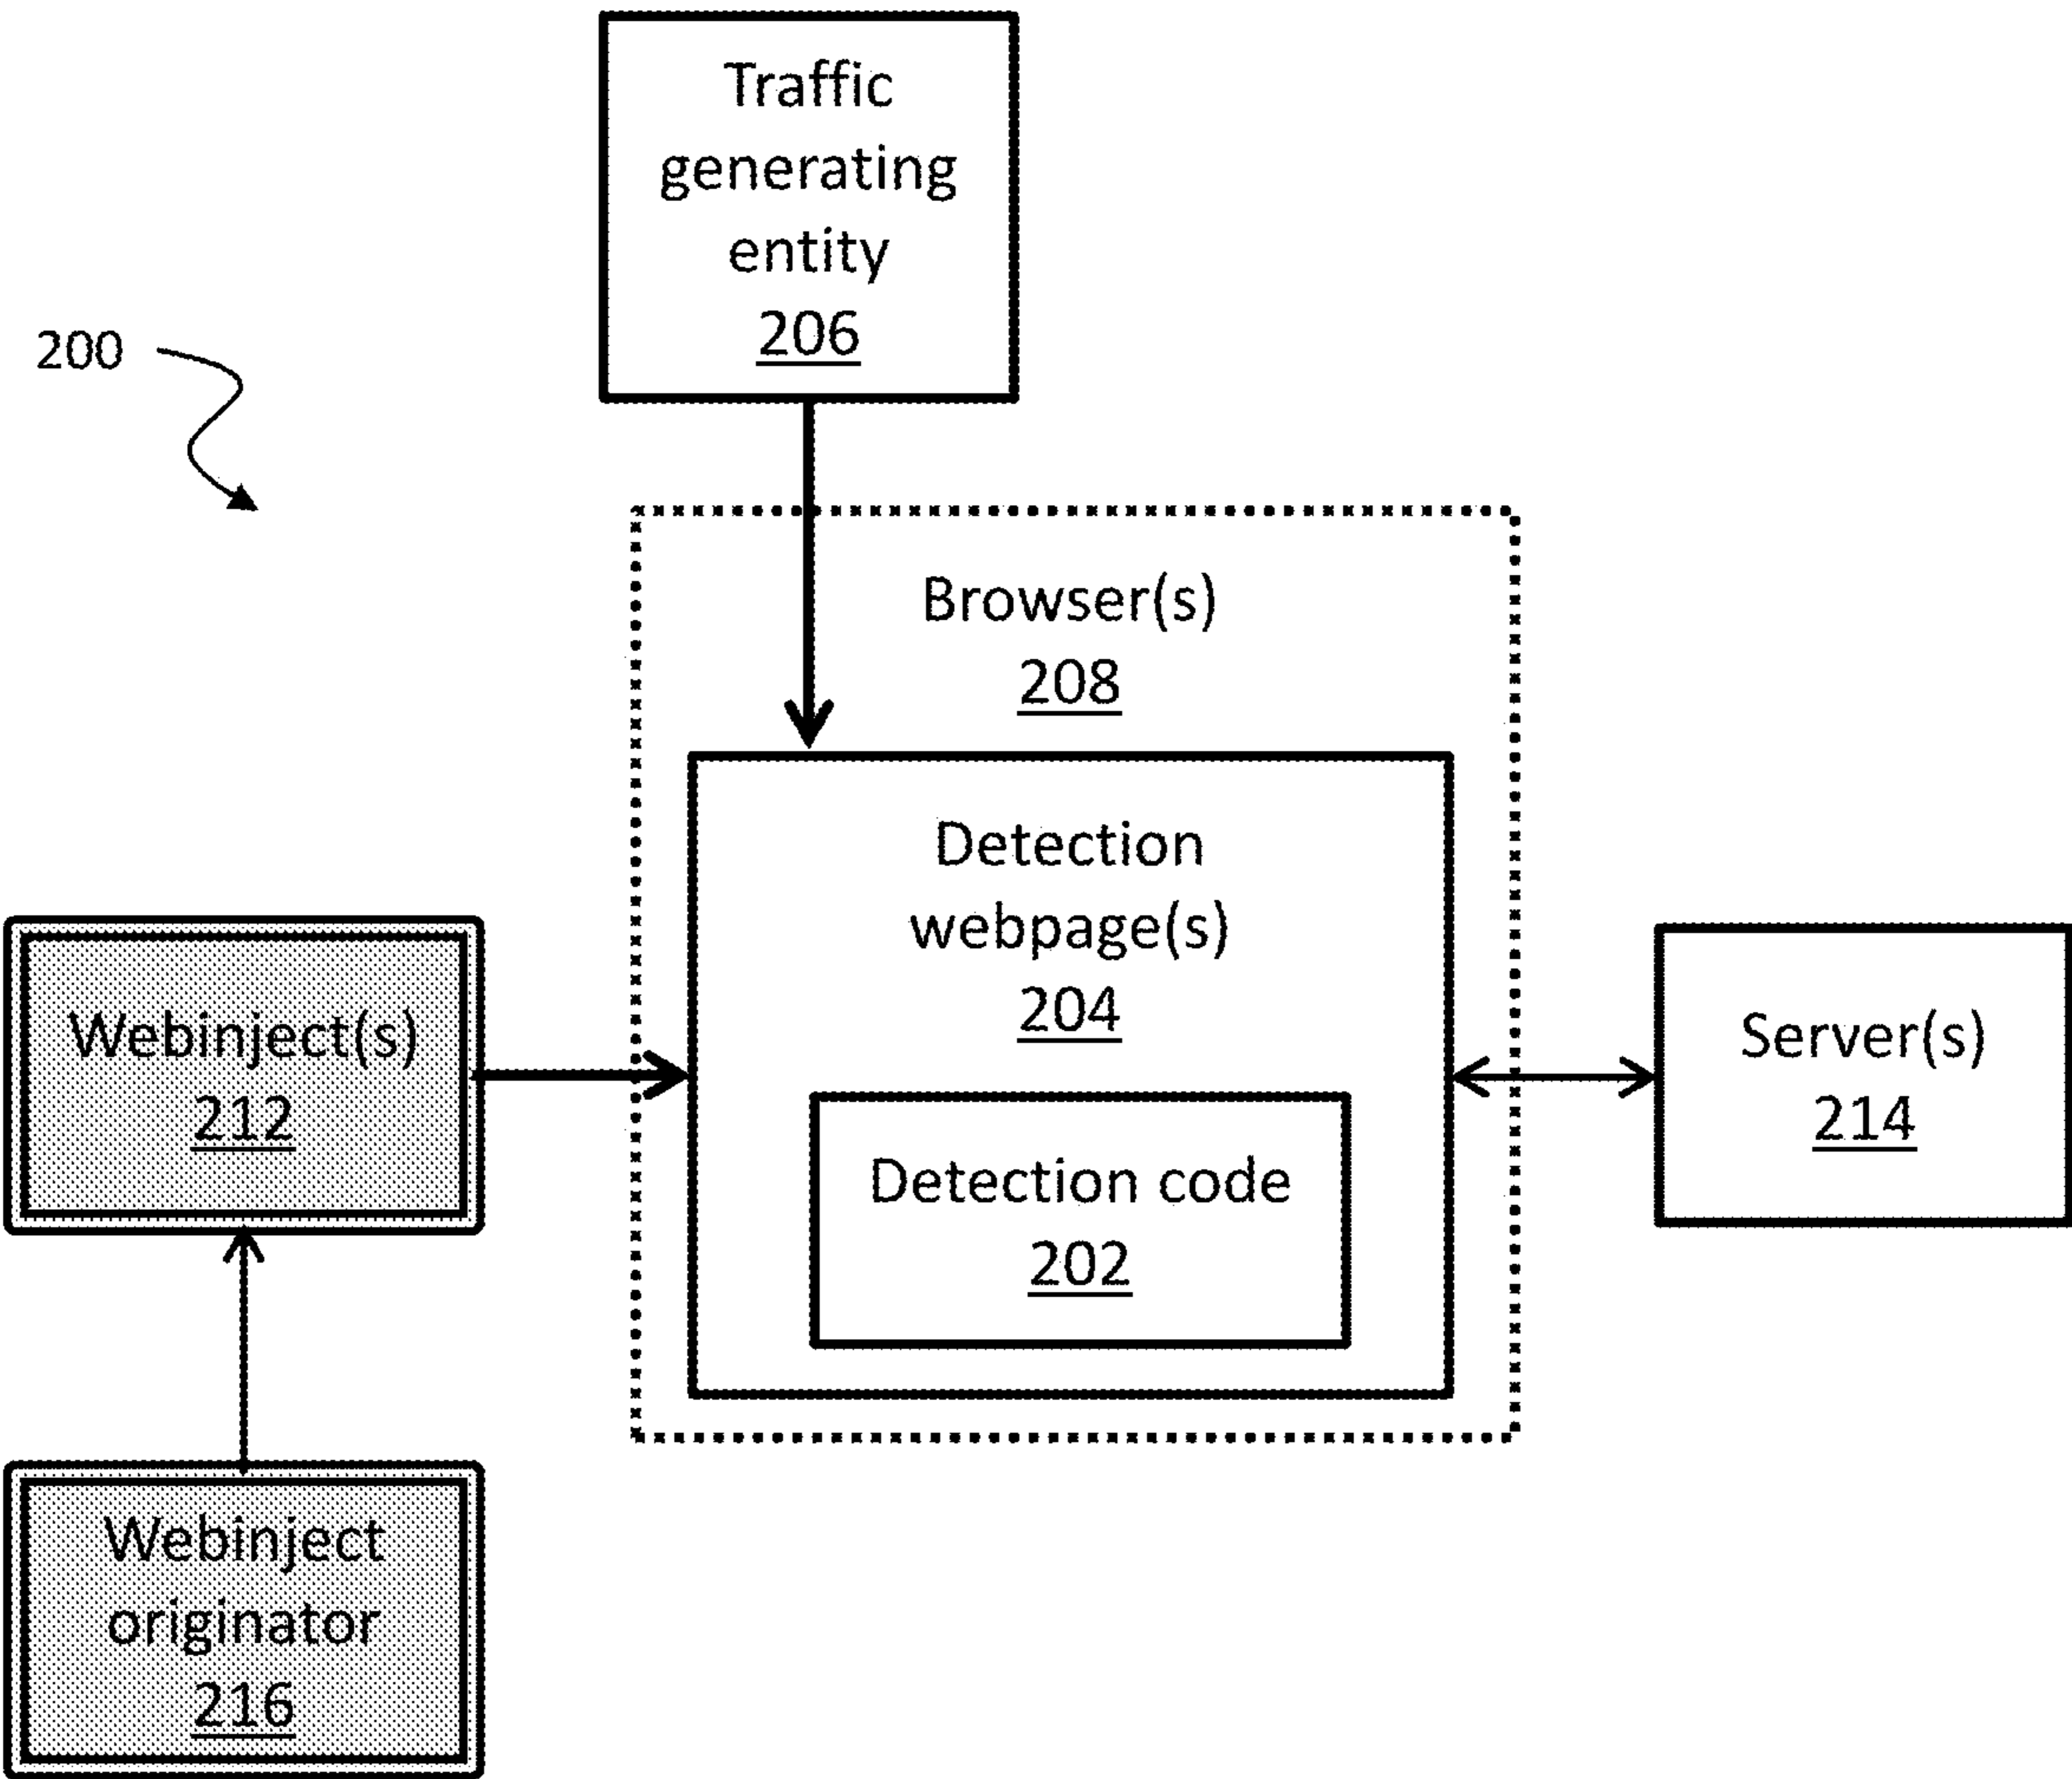 Traffic
generating
entity
206
200
Browser(s)
208
Detection
webpage(s)
204
Webinject(s)
212
Server(s)
214
Detection code
202
Webinject
originator
216